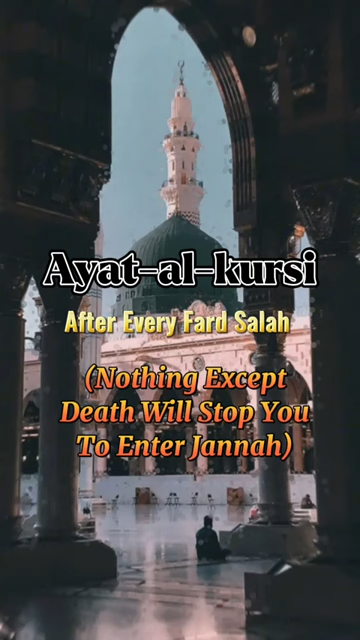 Ayat-al-kursi
After Every Fard Salah
(Nothing Except
Death Will Stop You
To Enter Jannah)